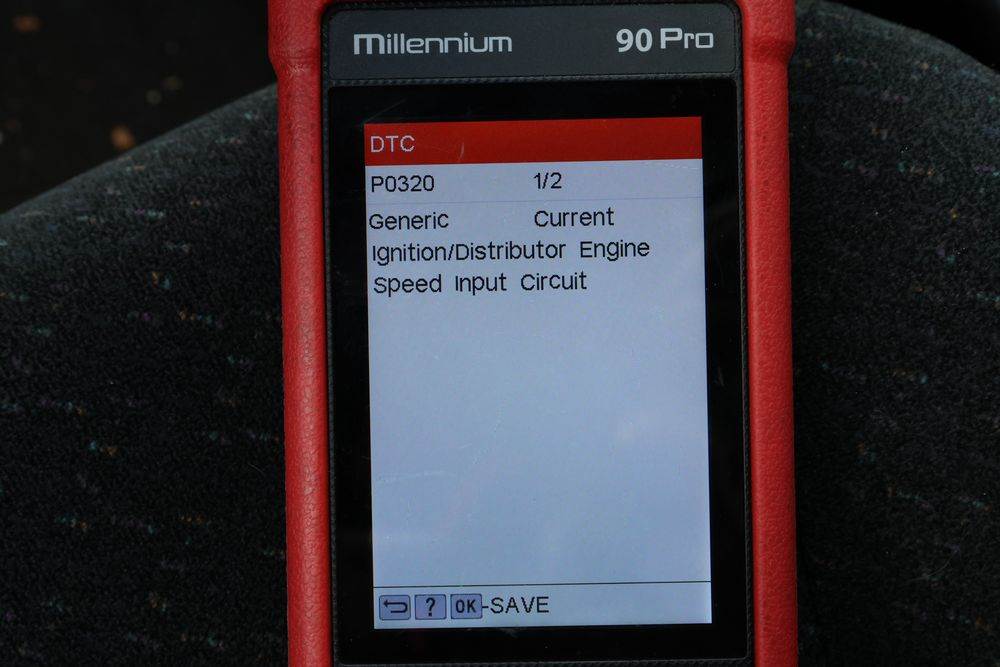 Millennium 90 Pro
DTC
P0320 1/2
Generic Current
Ignition/Distributor Engine
Speed Input Circuit
? OK-SAVE